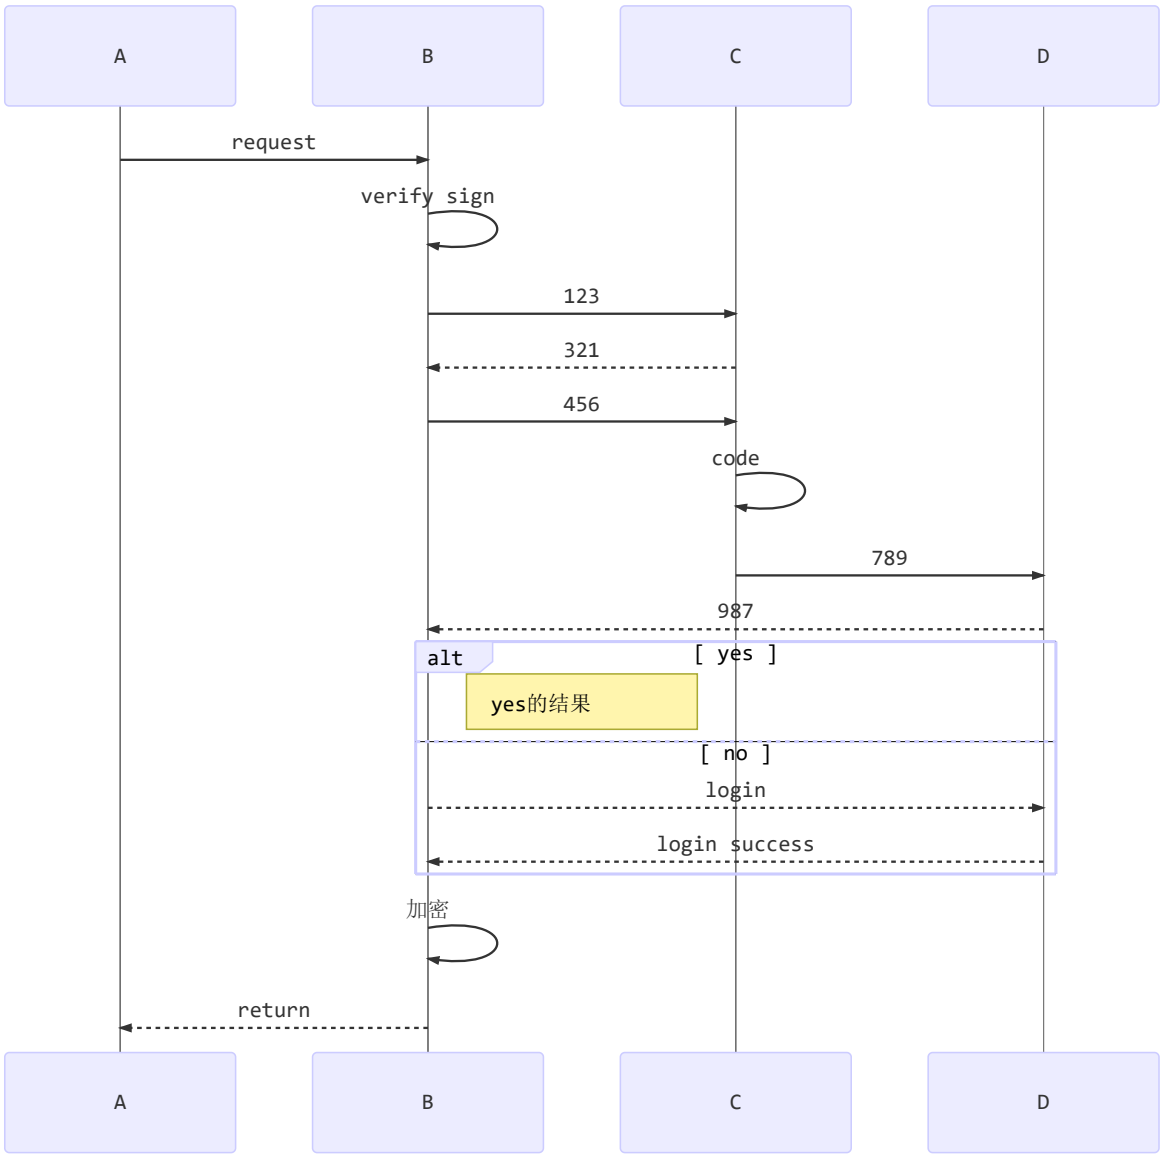 A
B
C
D
request
verify sign
123
321
456
code
789
987
alt
[ yes ]
yes的结果
[ no ]
login
login success
加密
return
A
B
C
D